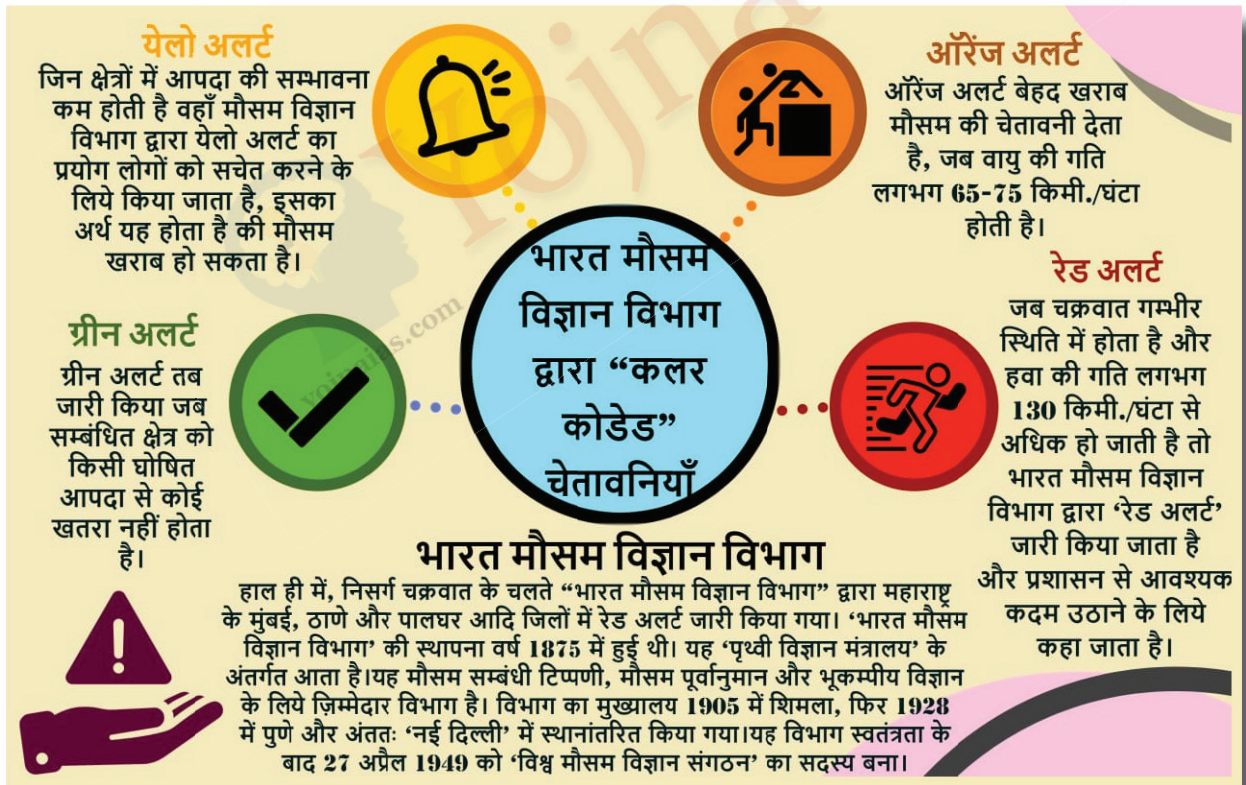 येलो अलर्ट
जिन क्षेत्रों में आपदा की सम्भावना
कम होती है वहाँ मौसम विज्ञान
विभाग द्वारा येलो अलर्ट का
प्रयोग लोगों को सचेत करने के
लिये किया जाता है, इसका
अर्थ यह होता है की मौसम
खराब हो सकता है।
ऑरेंज अलर्ट
ऑरेंज अलर्ट बेहद खराब
मौसम की चेतावनी देता
है, जब वायु की गति
लगभग 65-75 किमी./घंटा
होती है।
ग्रीन अलर्ट
ग्रीन अलर्ट तब
जारी किया जब
सम्बंधित क्षेत्र को
किसी घोषित
आपदा से कोई
खतरा नहीं होता
है।
भारत मौसम
विज्ञान विभाग
द्वारा “कलर
कोडेड”
चेतावनियाँ
रेड अलर्ट
जब चक्रवात गम्भीर
स्थिति में होता है और
हवा की गति लगभग
130 किमी./घंटा से
अधिक हो जाती है तो
भारत मौसम विज्ञान
विभाग द्वारा ‘रेड अलर्ट’
जारी किया जाता है
और प्रशासन से आवश्यक
कदम उठाने के लिये
कहा जाता है।
भारत मौसम विज्ञान विभाग
हाल ही में, निसर्ग चक्रवात के चलते “भारत मौसम विज्ञान विभाग” द्वारा महाराष्ट्र
के मुंबई, ठाणे और पालघर आदि जिलों में रेड अलर्ट जारी किया गया। ‘भारत मौसम
विज्ञान विभाग’ की स्थापना वर्ष 1875 में हुई थी। यह ‘पृथ्वी विज्ञान मंत्रालय’ के
अंतर्गत आता है।यह मौसम सम्बंधी टिप्पणी, मौसम पूर्वानुमान और भूकम्पीय विज्ञान
के लिये ज़िम्मेदार विभाग है। विभाग का मुख्यालय 1905 में शिमला, फिर 1928
में पुणे और अंततः ‘नई दिल्ली’ में स्थानांतरित किया गया।यह विभाग स्वतंत्रता के
बाद 27 अप्रैल 1949 को ‘विश्व मौसम विज्ञान संगठन’ का सदस्य बना।